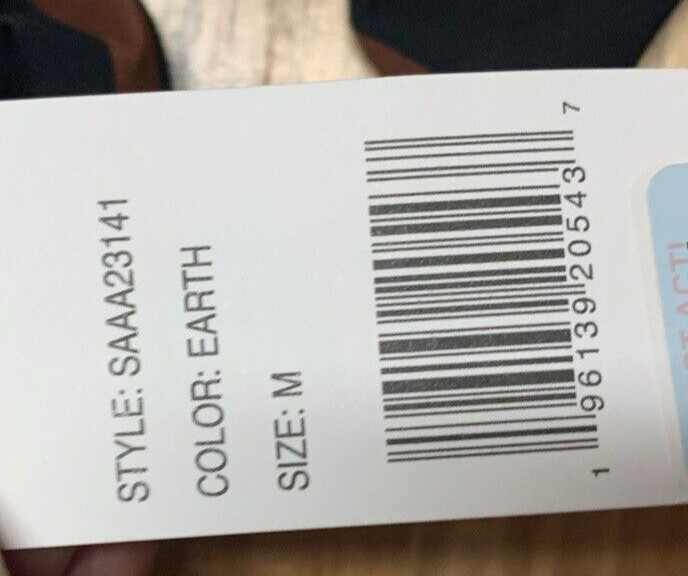 STYLE: SAAA23141
COLOR: EARTH
SIZE: M
1 96139 20543 7